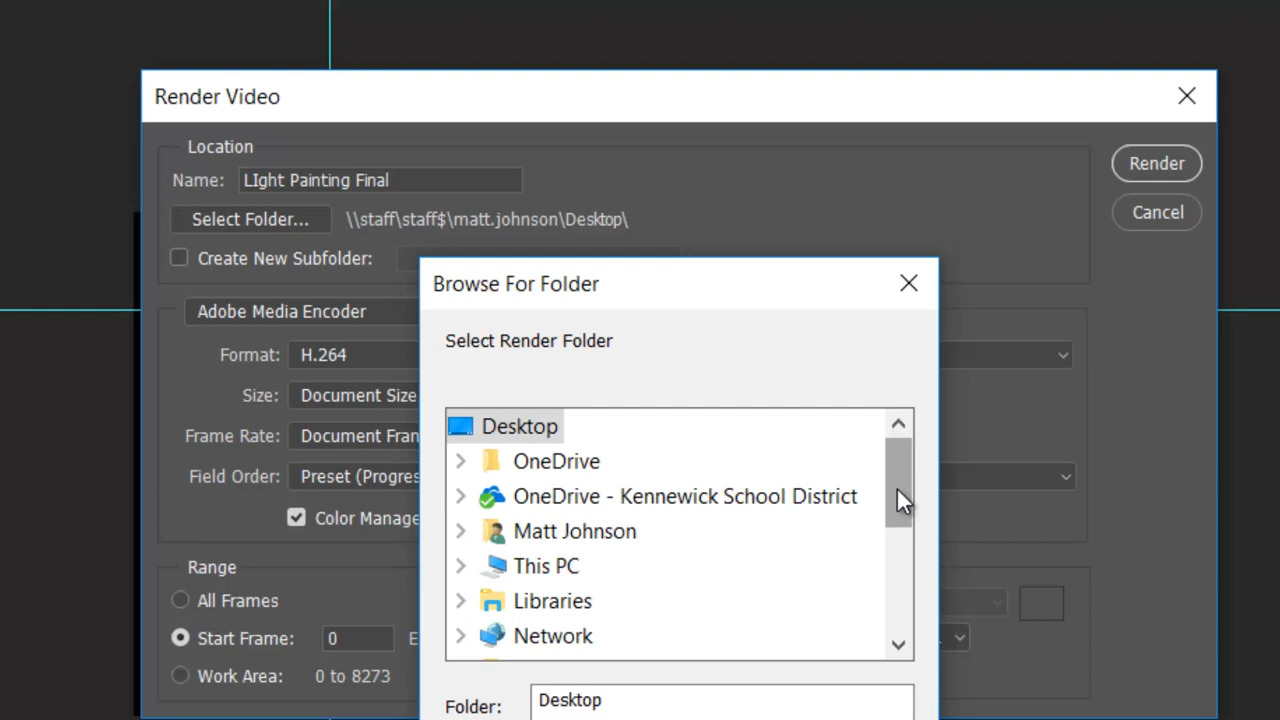 Render Video
Location
Name: LIght Painting Final
Render
Select Folder... \\staff\staff$\matt.johnson\Desktop\
Cancel
Create New Subfolder:
Browse For Folder
Adobe Media Encoder
Select Render Folder
Format: H.264
Size: Document Size
Frame Rate: Document Fran
Field Order: Preset (Progres
Color Manage
Desktop
OneDrive
OneDrive - Kennewick School District
Matt Johnson
This PC
Libraries
Network
Range
All Frames
Start Frame: 0 E
Work Area: 0 to 8273
Folder: Desktop